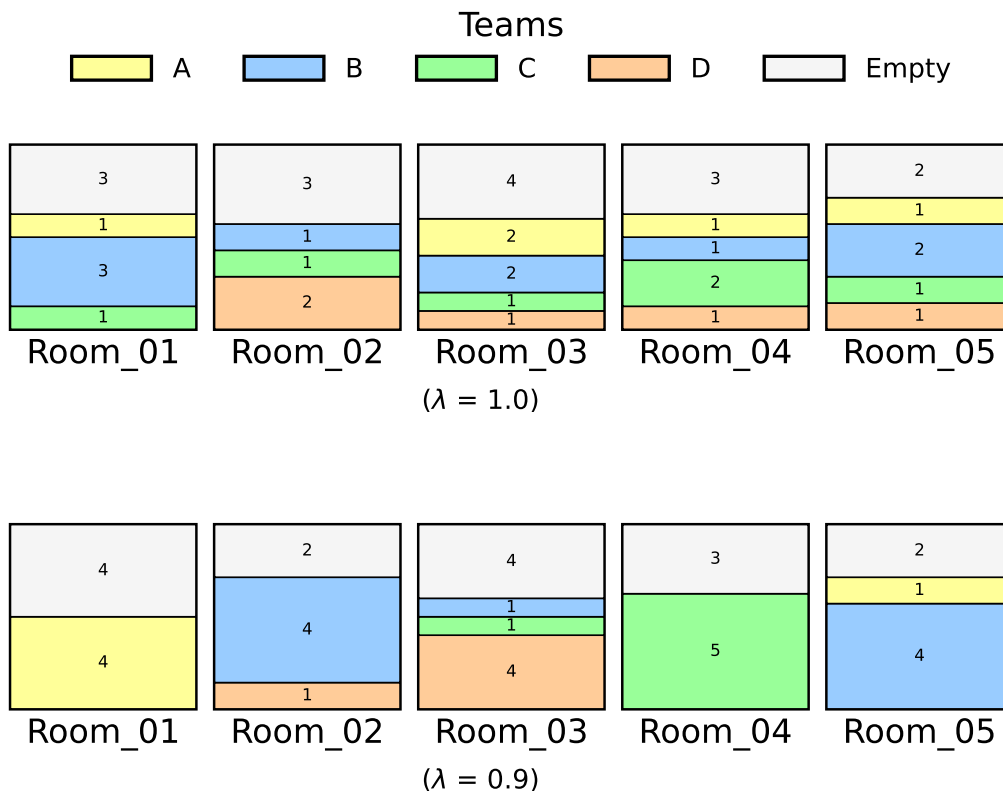 Teams
A B C D Empty
3 3 4 3 2
1 1 2 1 1
3 1 2 1 2
1 2 1 2 1
1 1 1
Room_01 Room_02 Room_03 Room_04 Room_05
(λ = 1.0)
4 2 4 3 2
4 4 1 5 1
1 1 4
4
Room_01 Room_02 Room_03 Room_04 Room_05
(λ = 0.9)